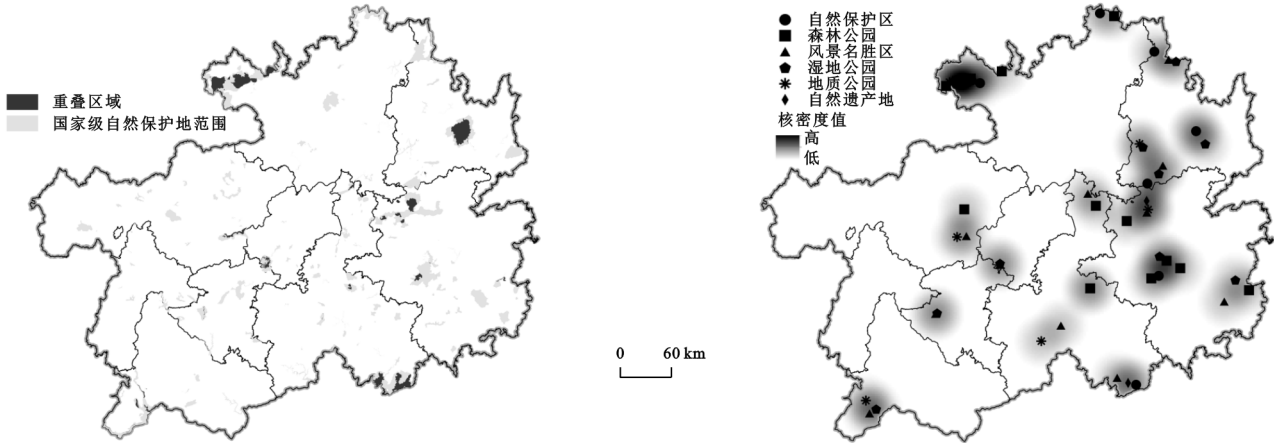 重叠区域
国家级自然保护地范围
0 60 km
自然保护区
森林公园
风景名胜区
湿地公园
地质公园
自然遗产地
核密度值
高
低